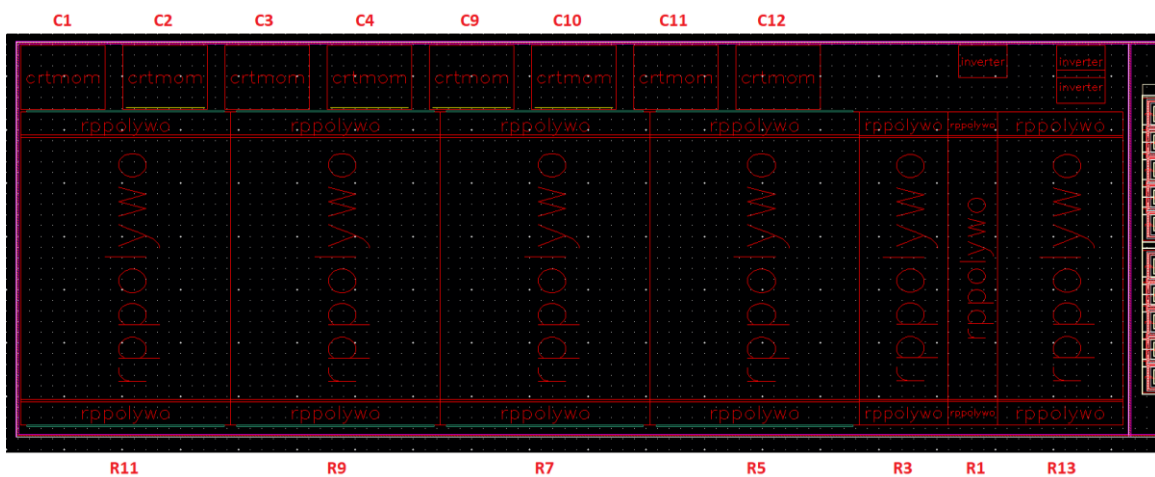 C1 C2 C3 C4 C9 C10 C11 C12
crtmom crtmom crtmom crtmom crtmom crtmom crtmom crtmom inverter inverter
inverter
rppolywo rppolywo rppolywo rppolywo rppolywo rppolywo rppolywo
rppolywo rppolywo rppolywo rppolywo rppolywo rppolywo rppolywo
rppolywo rppolywo rppolywo rppolywo rppolywo rppolywo rppolywo
R11 R9 R7 R5 R3 R1 R13